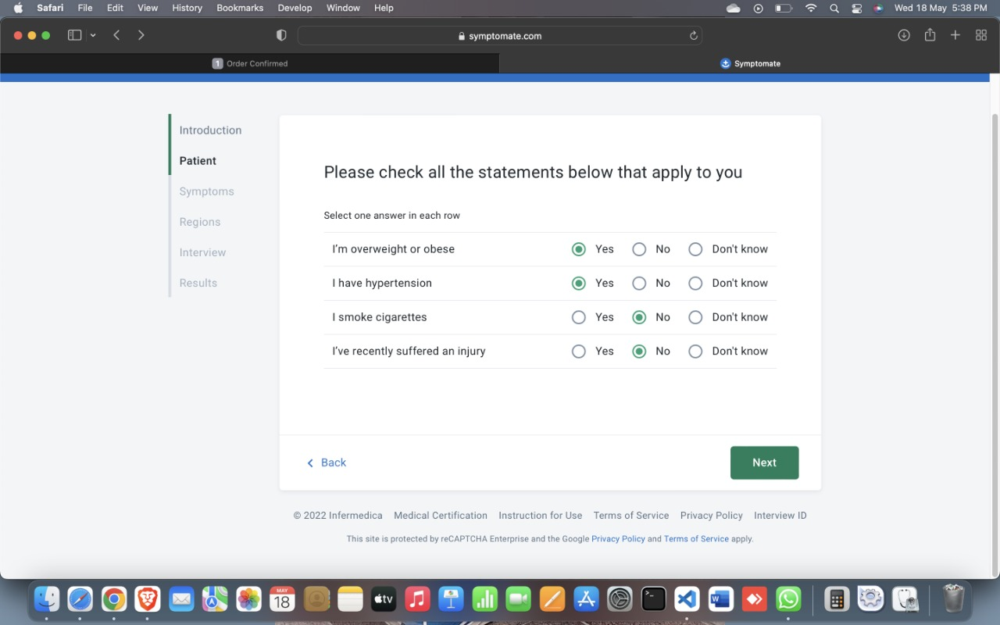 Safari File Edit View History Bookmarks Develop Window Help Wed 18 May 5:38 PM
symptomate.com
1 Order Confirmed Symptomate
Introduction
Patient
Symptoms
Regions
Interview
Results
Please check all the statements below that apply to you
Select one answer in each row
I'm overweight or obese Yes No Don't know
I have hypertension Yes No Don't know
I smoke cigarettes Yes No Don't know
I've recently suffered an injury Yes No Don't know
Back Next
© 2022 Infermedica Medical Certification Instruction for Use Terms of Service Privacy Policy Interview ID
This site is protected by reCAPTCHA Enterprise and the Google Privacy Policy and Terms of Service apply.
MAY
18
tv
W